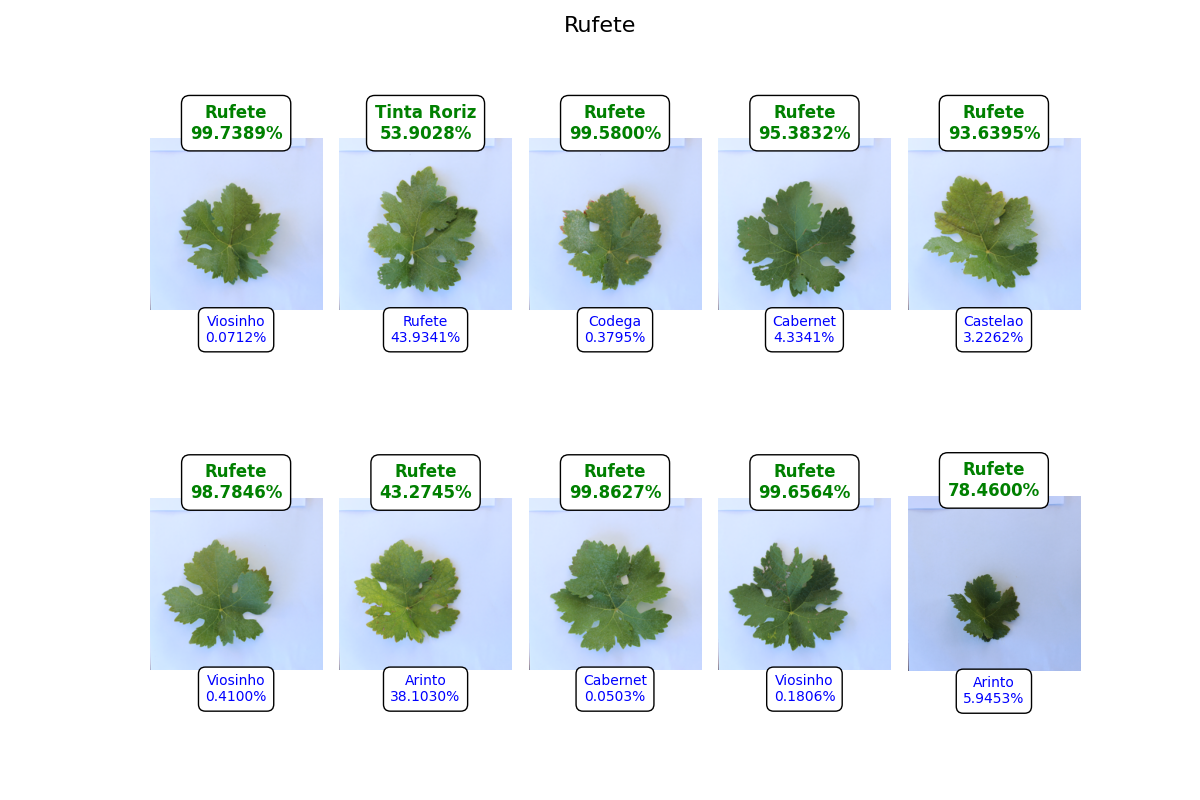 Rufete
Rufete
99.7389%
Tinta Roriz
53.9028%
Rufete
99.5800%
Rufete
95.3832%
Rufete
93.6395%
Viosinho
0.0712%
Rufete
43.9341%
Codega
0.3795%
Cabernet
4.3341%
Castelao
3.2262%
Rufete
98.7846%
Rufete
43.2745%
Rufete
99.8627%
Rufete
99.6564%
Rufete
78.4600%
Viosinho
0.4100%
Arinto
38.1030%
Cabernet
0.0503%
Viosinho
0.1806%
Arinto
5.9453%